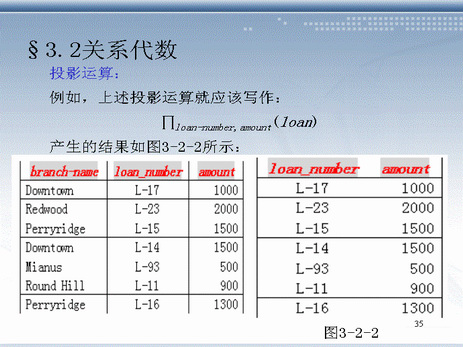 §3.2关系代数
投影运算：
例如，上述投影运算就应该写作：
∏loan-number,amount(loan)
产生的结果如图3-2-2所示：
branch-name loan_number amount
Downtown L-17 1000
Redwood L-23 2000
Perryridge L-15 1500
Downtown L-14 1500
Mianus L-93 500
Round Hill L-11 900
Perryridge L-16 1300
loan_number amount
L-17 1000
L-23 2000
L-15 1500
L-14 1500
L-93 500
L-11 900
L-16 1300
图3-2-2
35